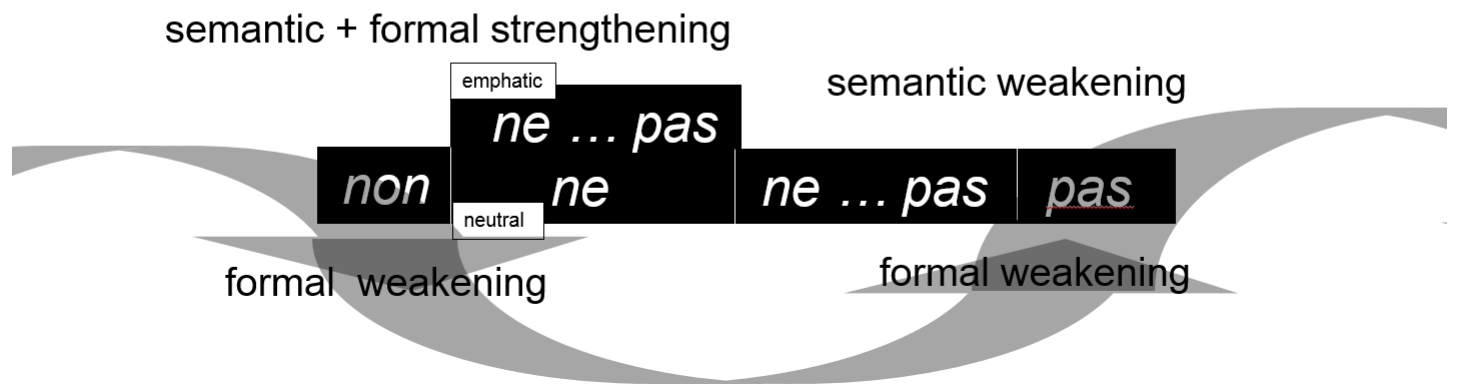 semantic + formal strengthening
semantic weakening
emphatic
ne … pas
non
ne
ne … pas
pas
neutral
formal weakening
formal weakening